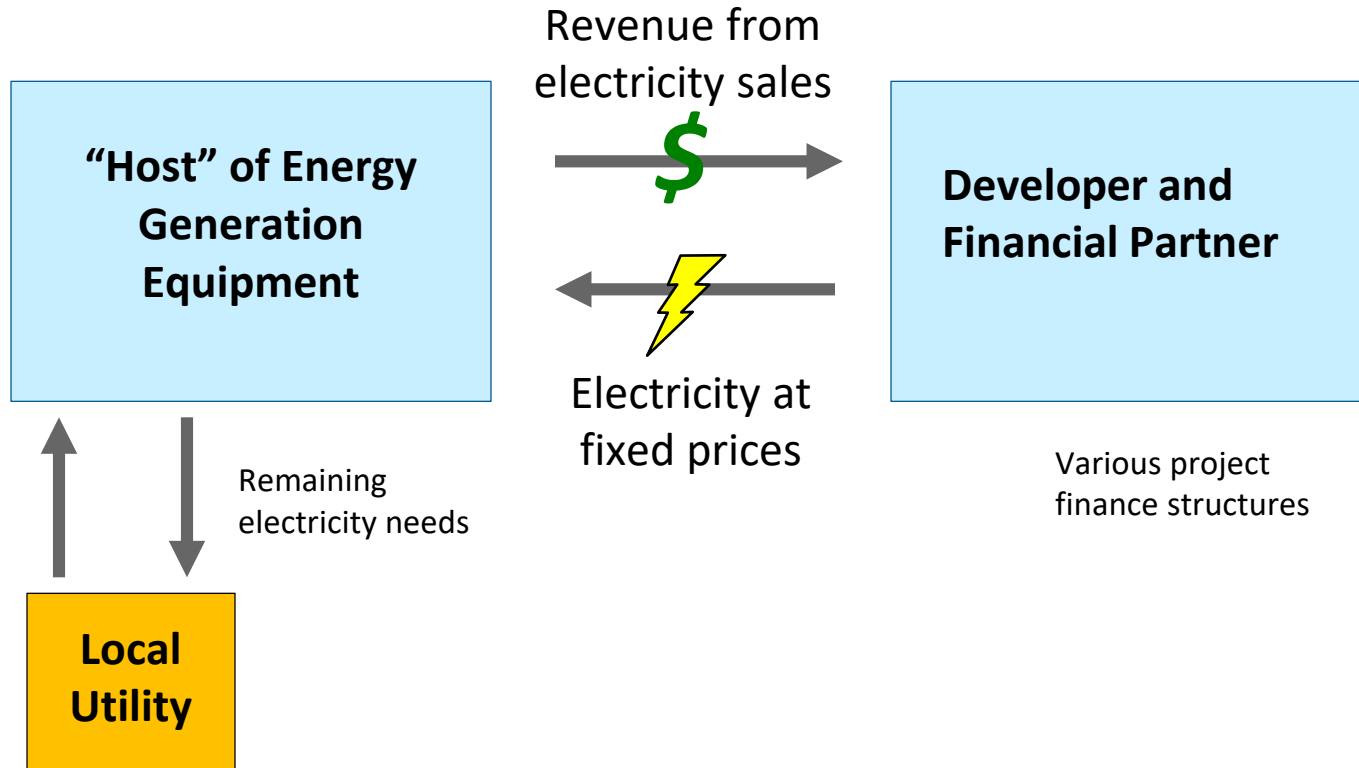 Revenue from
electricity sales
$
“Host” of Energy
Generation
Equipment
Developer and
Financial Partner
Electricity at
fixed prices
Remaining
electricity needs
Various project
finance structures
Local
Utility